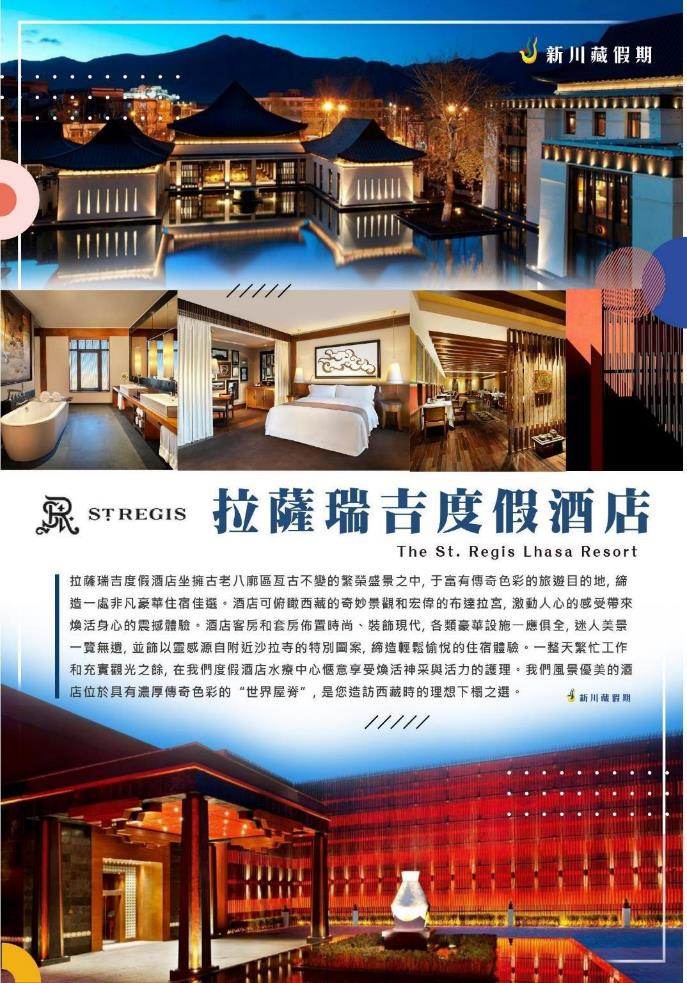 新川藏假期
ST REGIS
拉薩瑞吉度假酒店
The St. Regis Lhasa Resort
拉薩瑞吉度假酒店坐擁古老八廓區亙古不變的繁榮盛景之中, 于富有傳奇色彩的旅遊目的地, 締
造一處非凡豪華住宿佳選。酒店可俯瞰西藏的奇妙景觀和宏偉的布達拉宮, 激動人心的感受帶來
煥活身心的震撼體驗。酒店客房和套房佈置時尚、裝飾現代, 各類豪華設施一應俱全, 迷人美景
一覽無遺, 並飾以靈感源自附近沙拉寺的特別圖案, 締造輕鬆愉悅的住宿體驗。一整天繁忙工作
和充實觀光之餘, 在我們度假酒店水療中心愜意享受煥活神采與活力的護理。我們風景優美的酒
店位於具有濃厚傳奇色彩的“世界屋脊”, 是您造訪西藏時的理想下榻之選。
新川藏假期